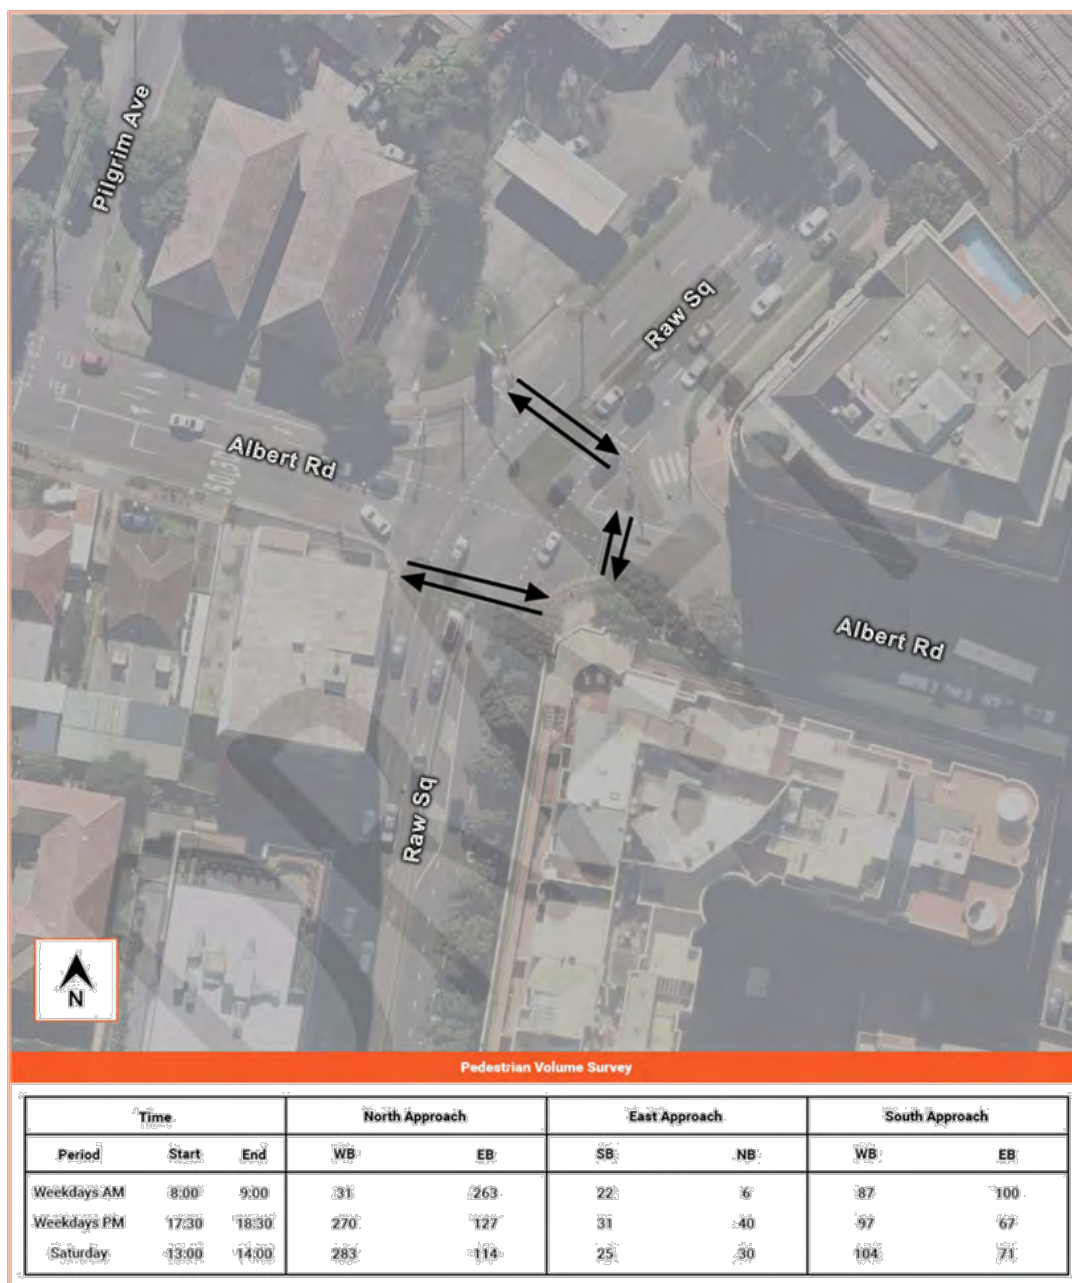 Pilgrim Ave
Raw Sq
Albert Rd
Albert Rd
Raw Sq
N
Pedestrian Volume Survey
Time North Approach East Approach South Approach
Period Start End WB EB SB NB WB EB
Weekdays AM 8:00 9:00 31 263 22 6 87 100
Weekdays PM 17:30 18:30 270 127 31 40 97 67
Saturday 13:00 14:00 283 114 25 30 104 71